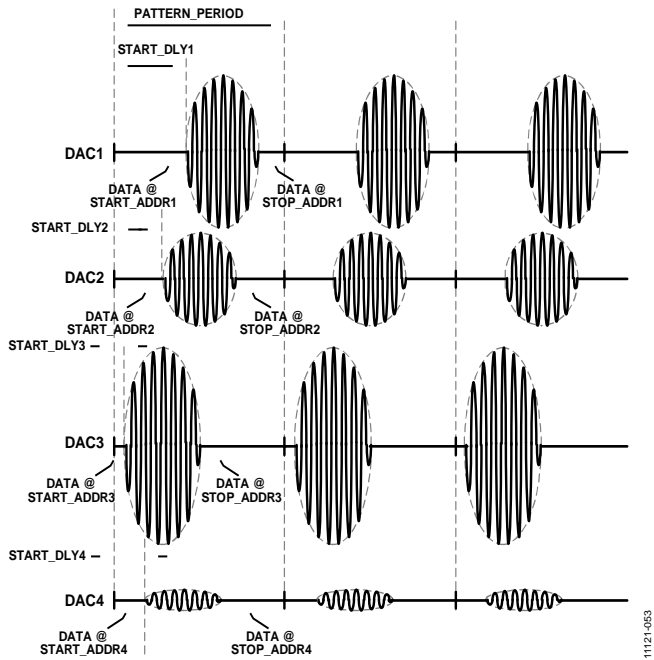 PATTERN_PERIOD
START_DLY1
DAC1
DATA @
START_ADDR1
DATA @
STOP_ADDR1
START_DLY2
DAC2
DATA @
START_ADDR2
DATA @
STOP_ADDR2
START_DLY3
DAC3
DATA @
START_ADDR3
DATA @
STOP_ADDR3
START_DLY4
DAC4
DATA @
START_ADDR4
DATA @
STOP_ADDR4
11121-053